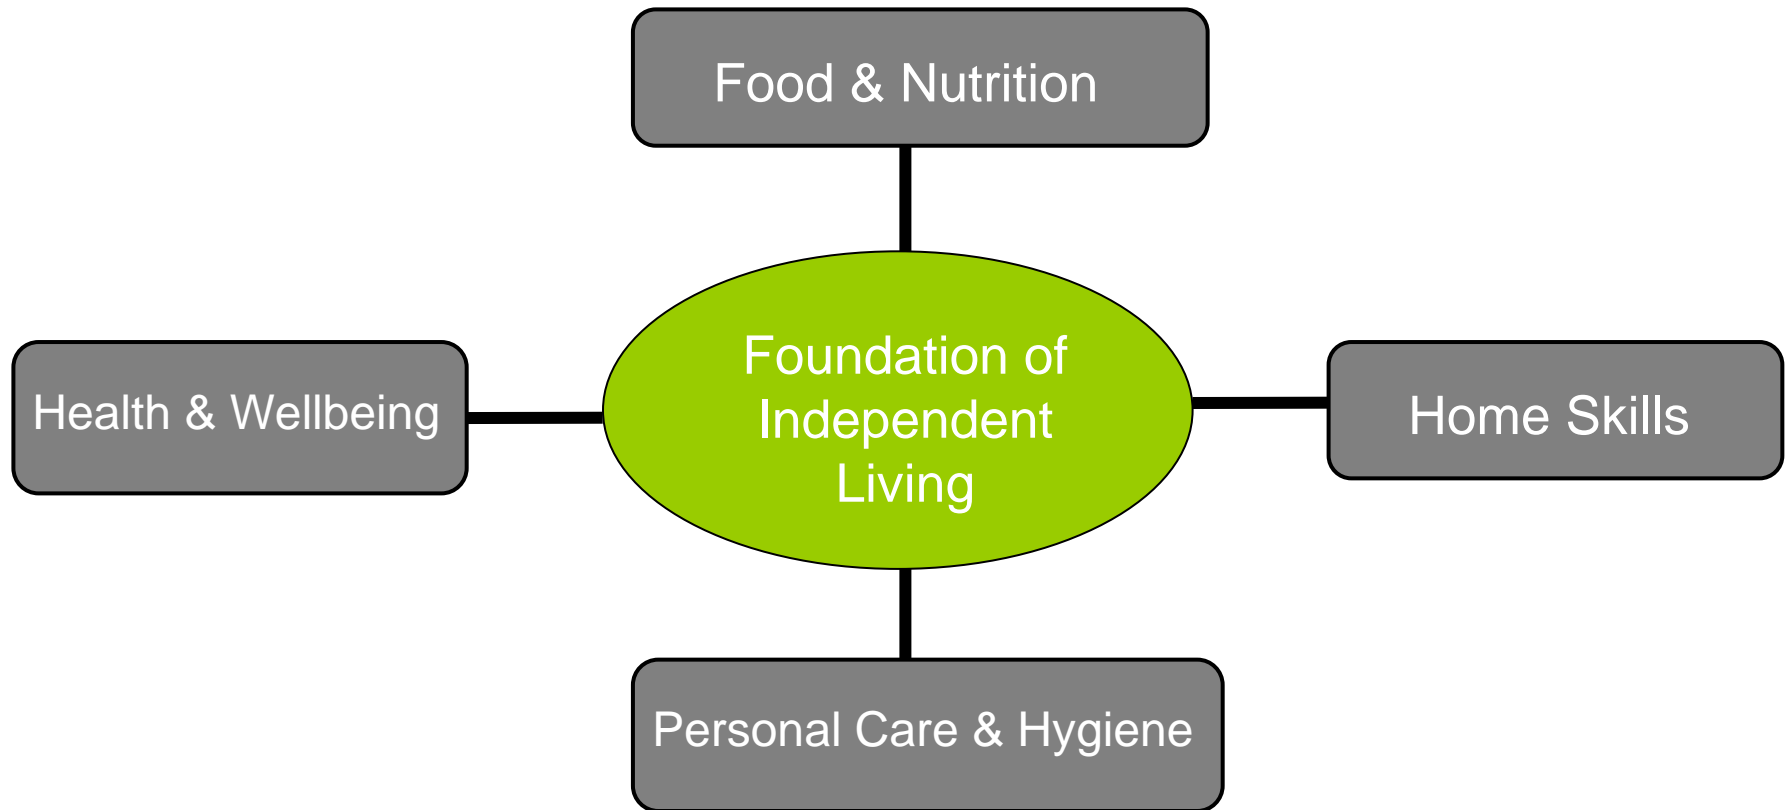 Food & Nutrition
Foundation of
Independent
Living
Health & Wellbeing
Home Skills
Personal Care & Hygiene